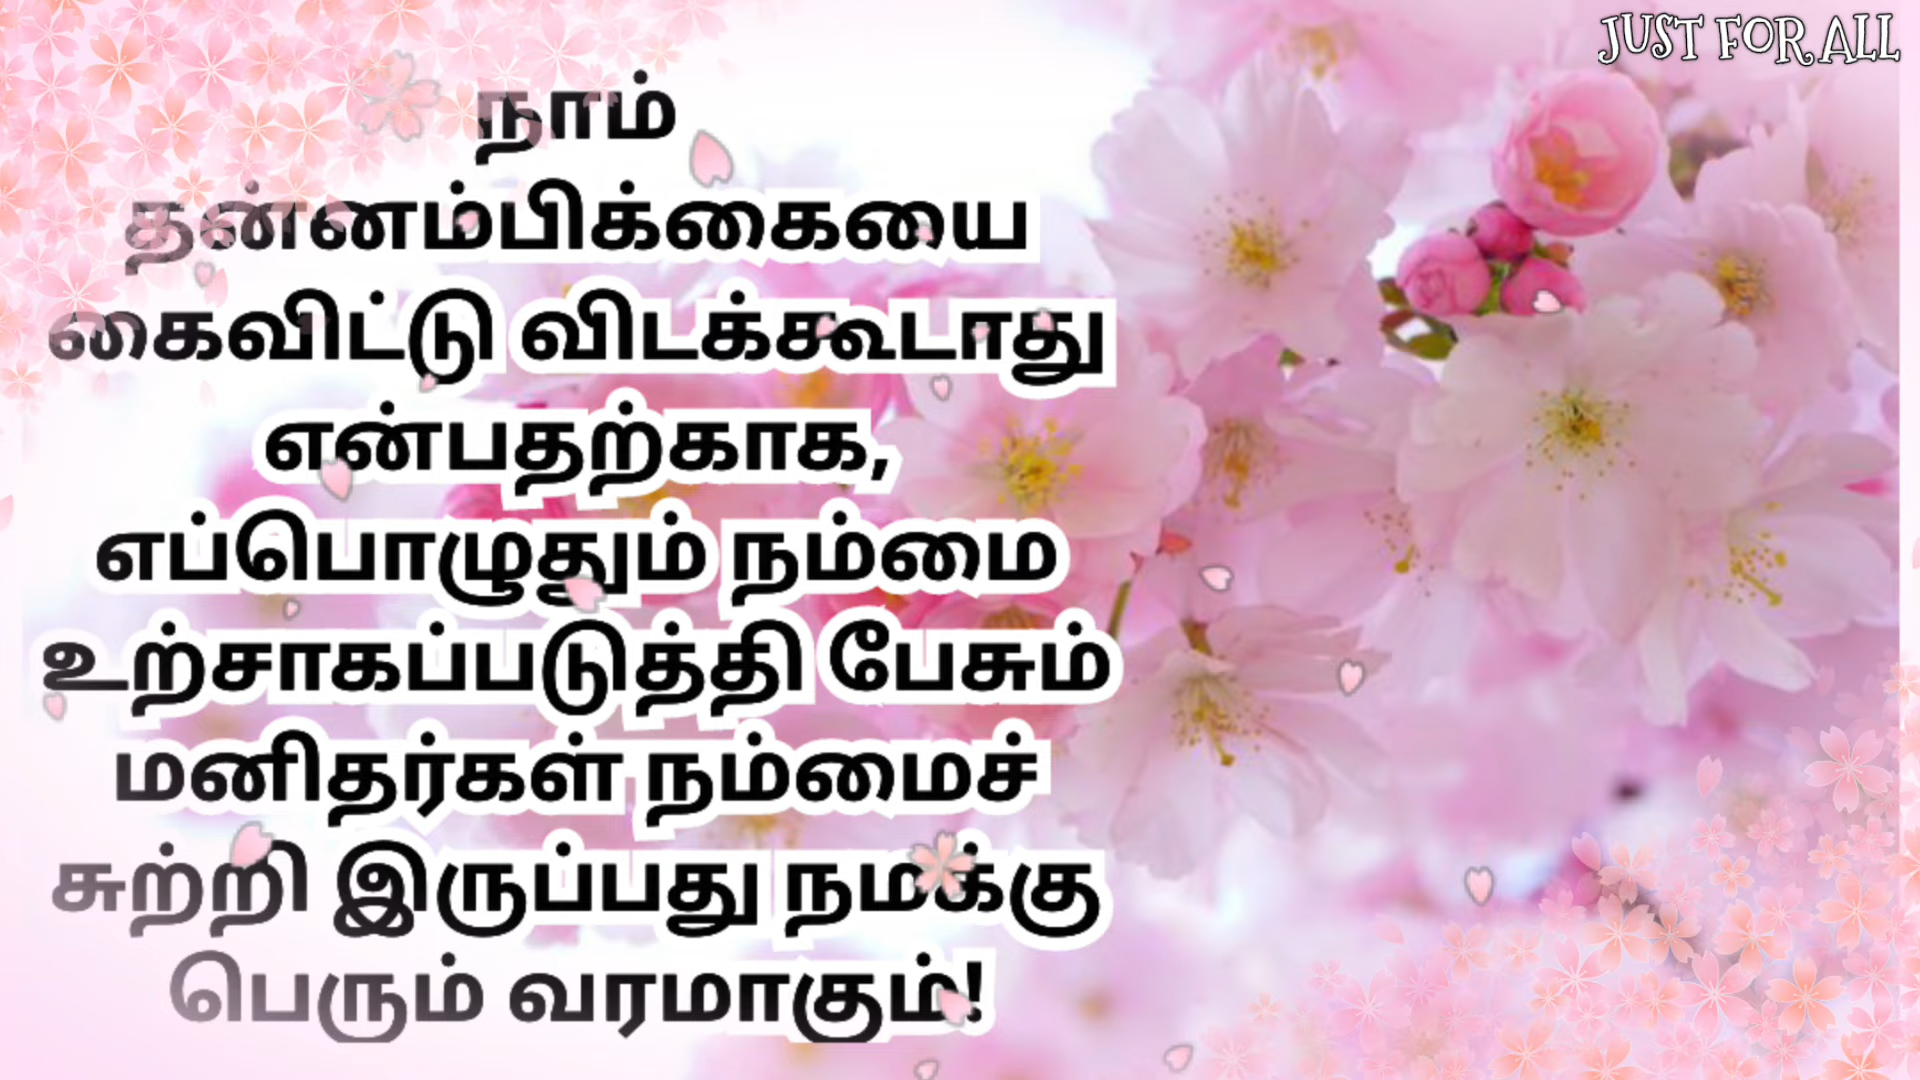 JUST FOR ALL
நாம்
தன்னம்பிக்கையை
கைவிட்டு விடக்கூடாது
என்பதற்காக,
எப்பொழுதும் நம்மை
உற்சாகப்படுத்தி பேசும்
மனிதர்கள் நம்மைச்
சுற்றி இருப்பது நமக்கு
பெரும் வரமாகும்!